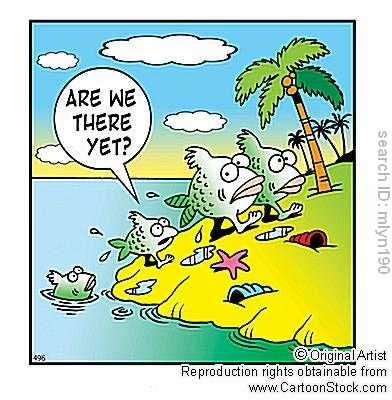 ARE WE
THERE
YET?
496
search ID: mlyn190
© Original Artist
Reproduction rights obtainable from
www.CartoonStock.com